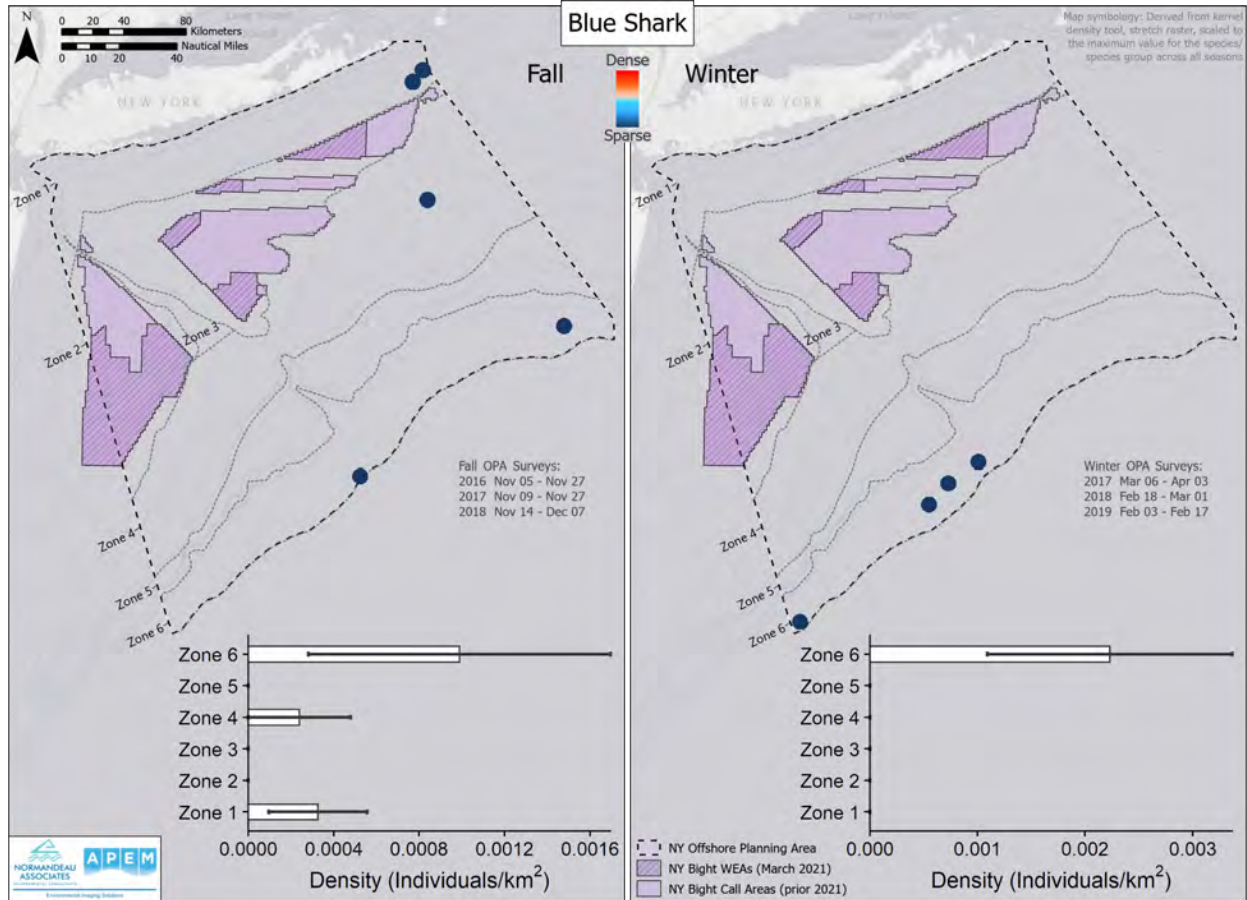 Blue Shark
N
0 20 40 80
Kilometers
Nautical Miles
0 10 20 40
Fall
Dense
Sparse
Winter
Map symbology: Derived from kernel
density tool, stretch raster, scaled to
the maximum value for the species/
species group across all seasons
NEW YORK
NEW YORK
Zone 1
Zone 2
Zone 3
Zone 4
Zone 5
Zone 6
Zone 1
Zone 2
Zone 3
Zone 4
Zone 5
Zone 6
Fall OPA Surveys:
2016 Nov 05 - Nov 27
2017 Nov 09 - Nov 27
2018 Nov 14 - Dec 07
Winter OPA Surveys:
2017 Mar 06 - Apr 03
2018 Feb 18 - Mar 01
2019 Feb 03 - Feb 17
Zone 6
Zone 5
Zone 4
Zone 3
Zone 2
Zone 1
0.0000 0.0004 0.0008 0.0012 0.0016
Density (Individuals/km²)
Zone 6
Zone 5
Zone 4
Zone 3
Zone 2
Zone 1
0.000 0.001 0.002 0.003
Density (Individuals/km²)
NY Offshore Planning Area
NY Bight WEAs (March 2021)
NY Bight Call Areas (prior 2021)
NORMANDEAU
ASSOCIATES
ENVIRONMENTAL CONSULTANTS
APEM
Environmental Imaging Solutions